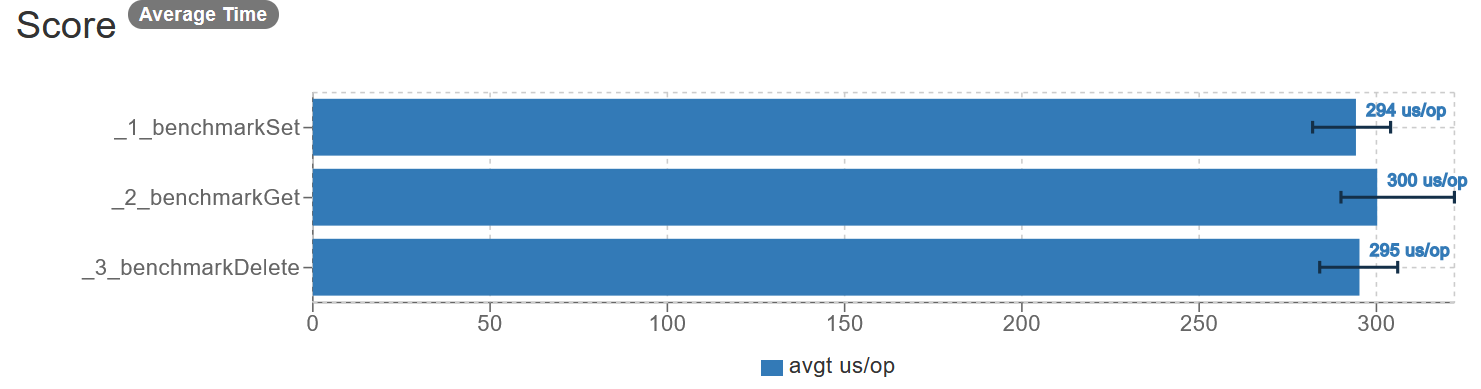 Score Average Time
294 us/op
_1_benchmarkSet
300 us/op
_2_benchmarkGet
295 us/op
_3_benchmarkDelete
0 50 100 150 200 250 300
avgt us/op